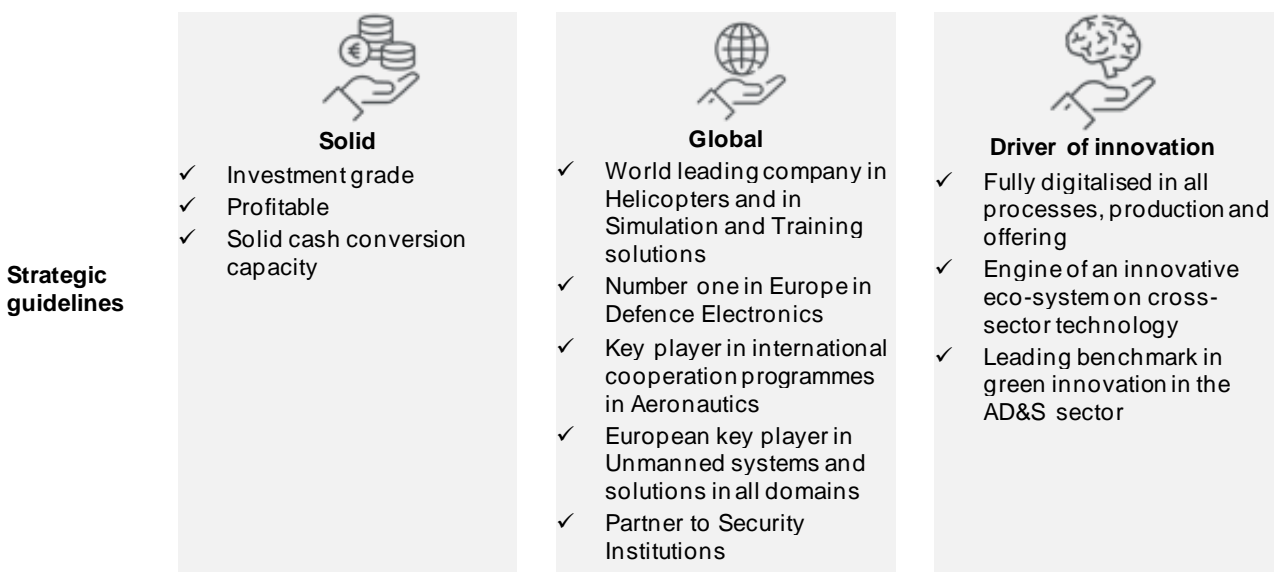 Strategic
guidelines
Solid
✓ Investment grade
✓ Profitable
✓ Solid cash conversion
capacity
Global
✓ World leading company in
Helicopters and in
Simulation and Training
solutions
✓ Number one in Europe in
Defence Electronics
✓ Key player in international
cooperation programmes
in Aeronautics
✓ European key player in
Unmanned systems and
solutions in all domains
✓ Partner to Security
Institutions
Driver of innovation
✓ Fully digitalised in all
processes, production and
offering
✓ Engine of an innovative
eco-system on cross-
sector technology
✓ Leading benchmark in
green innovation in the
AD&S sector